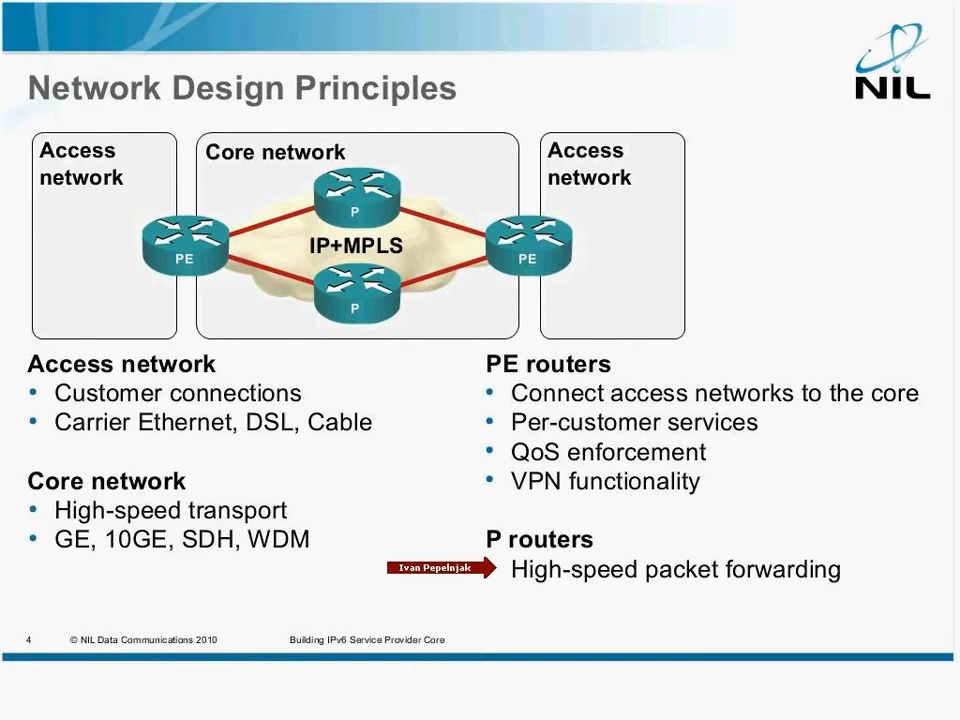 NIL
Network Design Principles
Access
network
Core network
Access
network
P
PE
IP+MPLS
PE
P
Access network
• Customer connections
• Carrier Ethernet, DSL, Cable
Core network
• High-speed transport
• GE, 10GE, SDH, WDM
PE routers
• Connect access networks to the core
• Per-customer services
• QoS enforcement
• VPN functionality
P routers
Ivan Pepelnjak
High-speed packet forwarding
4 © NIL Data Communications 2010 Building IPv6 Service Provider Core